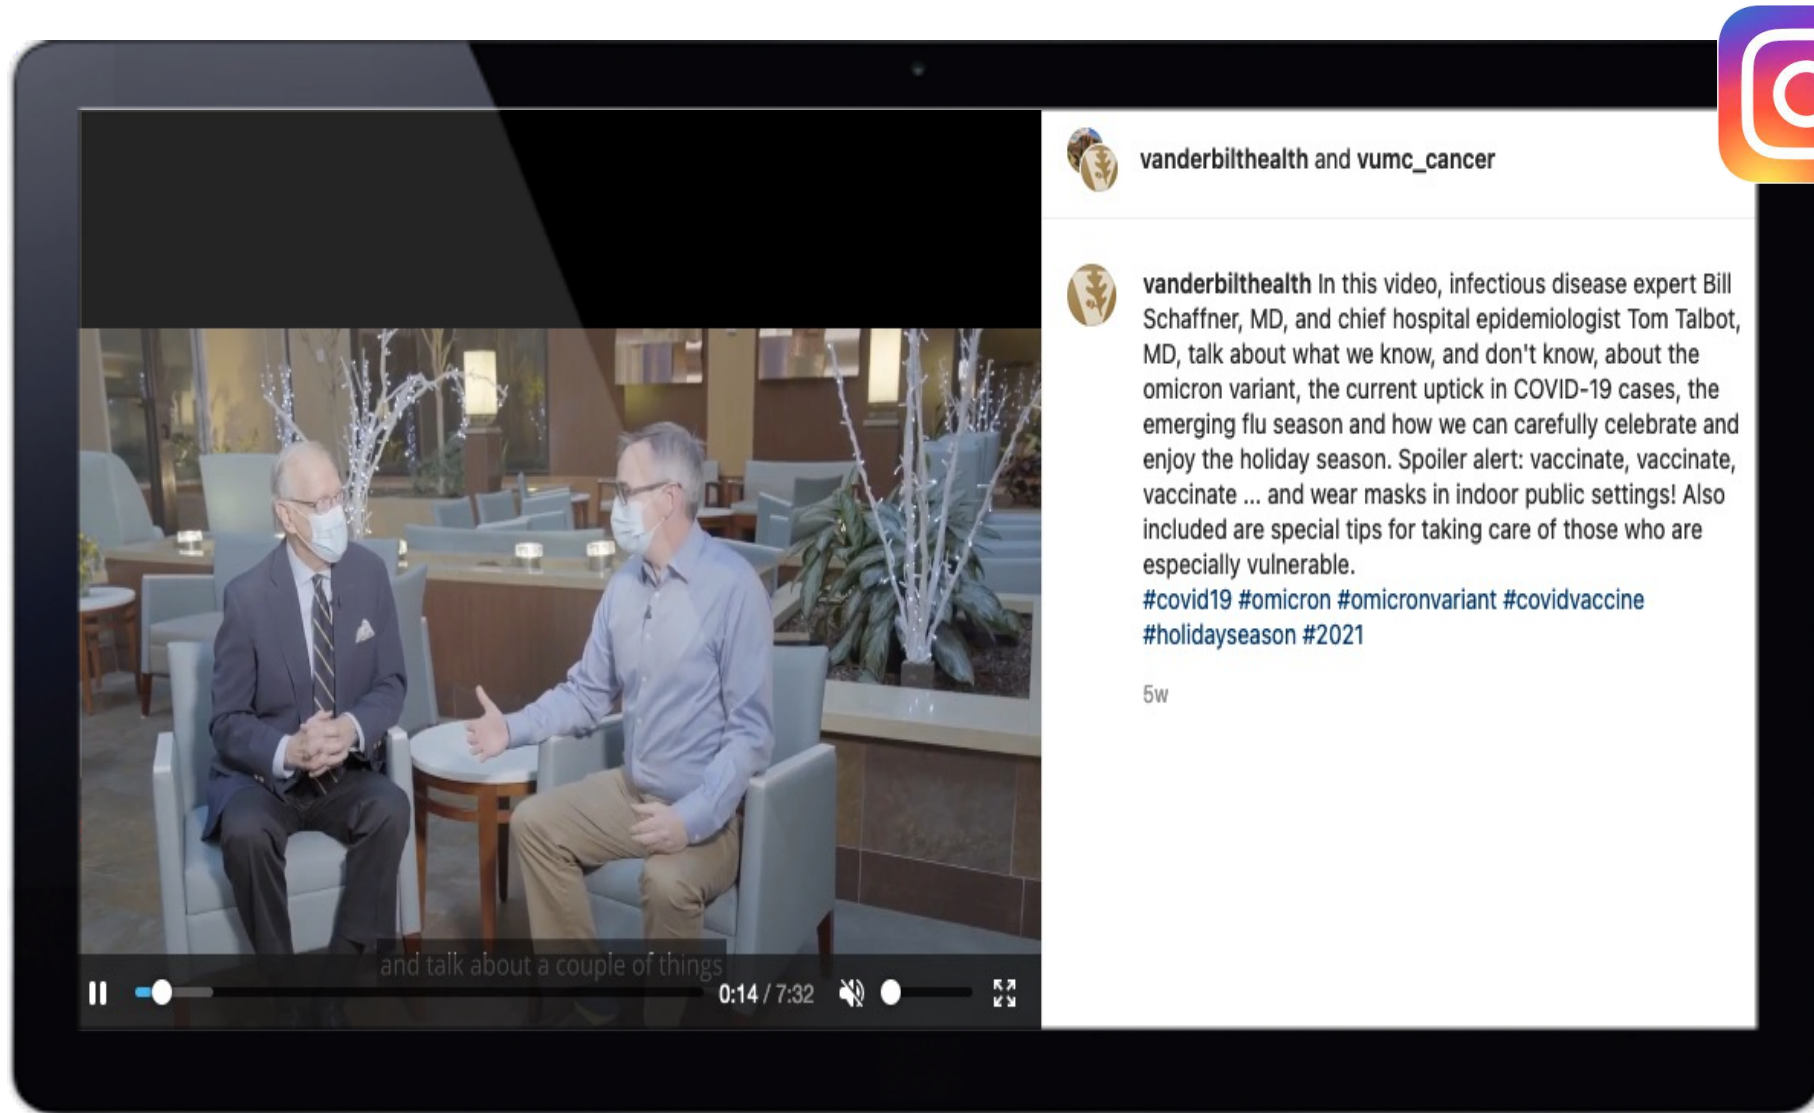 vanderbilthealth and vumc_cancer
vanderbilthealth In this video, infectious disease expert Bill
Schaffner, MD, and chief hospital epidemiologist Tom Talbot,
MD, talk about what we know, and don't know, about the
omicron variant, the current uptick in COVID-19 cases, the
emerging flu season and how we can carefully celebrate and
enjoy the holiday season. Spoiler alert: vaccinate, vaccinate,
vaccinate ... and wear masks in indoor public settings! Also
included are special tips for taking care of those who are
especially vulnerable.
#covid19 #omicron #omicronvariant #covidvaccine
#holidayseason #2021
5w
and talk about a couple of things
0:14 / 7:32